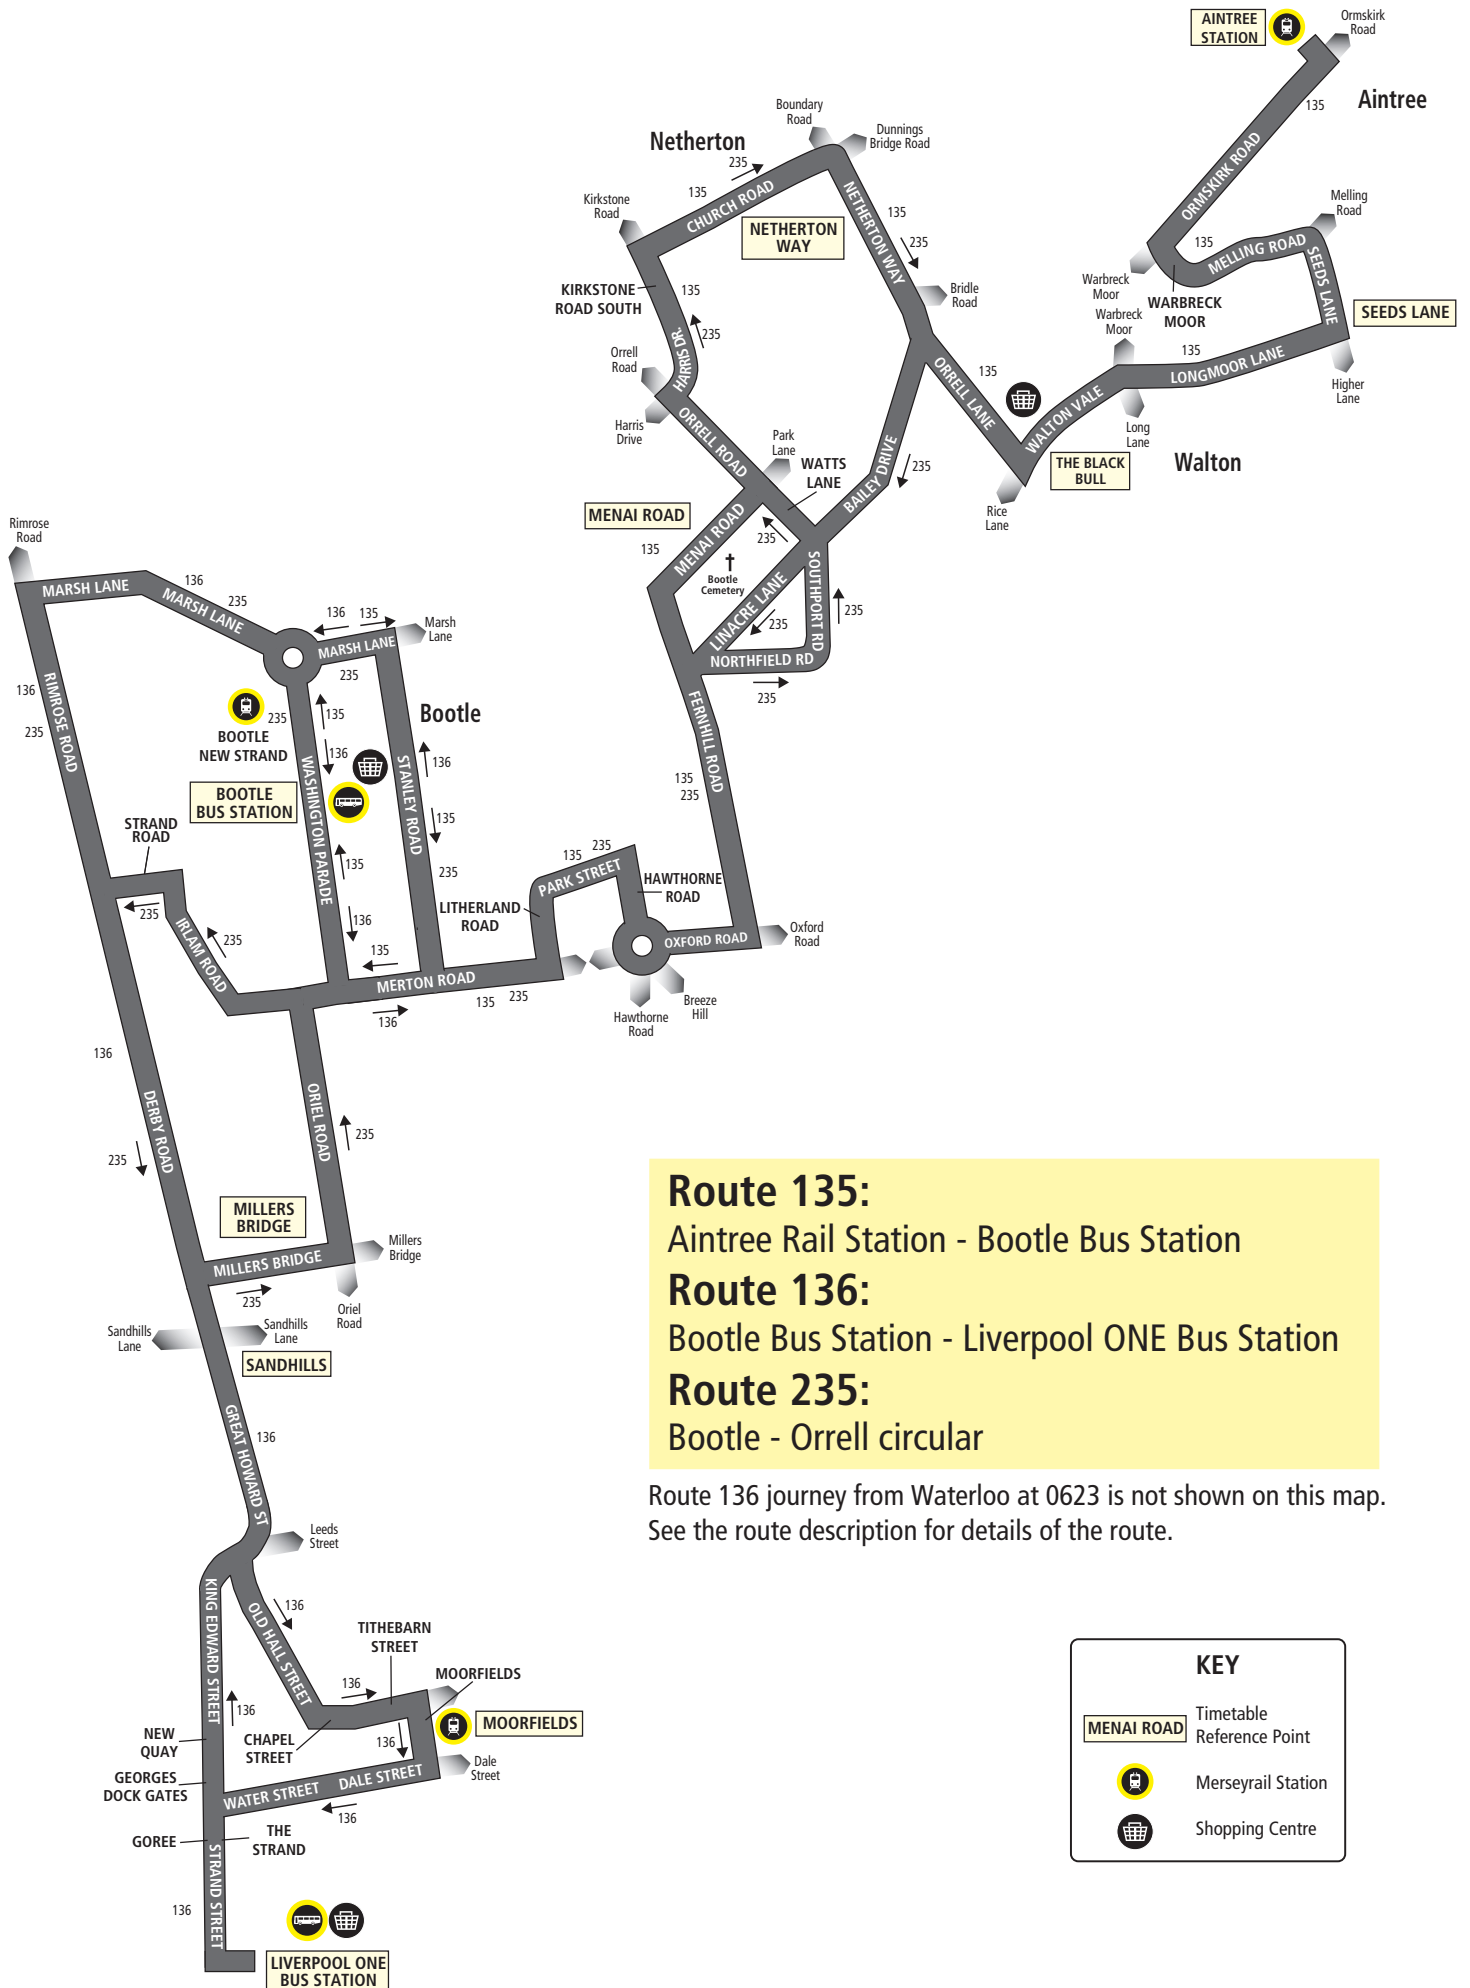 AINTREE
STATION
Ormskirk
Road
Aintree
135
ORMSKIRK ROAD
Boundary
Road
Dunnings
Bridge Road
Netherton
235
135
CHURCH ROAD
Kirkstone
Road
NETHERTON
WAY
NETHERTON WAY
135
235
Melling
Road
135
MELLING ROAD
SEEDS LANE
Warbreck
Moor
WARBRECK
MOOR
SEEDS LANE
KIRKSTONE
ROAD SOUTH
135
235
HARRIS DR.
Bridle
Road
Warbreck
Moor
135
LONGMOOR LANE
Higher
Lane
Orrell
Road
Harris
Drive
ORRELL ROAD
135
ORRELL LANE
WALTON VALE
Long
Lane
Walton
THE BLACK
BULL
Rice
Lane
Park
Lane
WATTS
LANE
BAILEY DRIVE
235
MENAI ROAD
MENAI ROAD
135
235
Bootle
Cemetery
LINACRE LANE
235
SOUTHPORT RD
235
NORTHFIELD RD
235
Rimrose
Road
MARSH LANE
136
MARSH LANE
235
136
135
Marsh
Lane
MARSH LANE
235
136
RIMROSE ROAD
235
BOOTLE
NEW STRAND
235
135
136
Bootle
FERNHILL ROAD
135
235
BOOTLE
BUS STATION
WASHINGTON PARADE
STANLEY ROAD
136
135
235
STRAND
ROAD
235
IRLAM ROAD
235
135
136
135
MERTON ROAD
136
135
235
LITHERLAND
ROAD
135
235
PARK STREET
HAWTHORNE
ROAD
OXFORD ROAD
Oxford
Road
Breeze
Hill
Hawthorne
Road
136
DERBY ROAD
235
ORIEL ROAD
235
MILLERS
BRIDGE
MILLERS BRIDGE
235
Millers
Bridge
Oriel
Road
Sandhills
Lane
Sandhills
Lane
SANDHILLS
Route 135:
Aintree Rail Station - Bootle Bus Station
Route 136:
Bootle Bus Station - Liverpool ONE Bus Station
Route 235:
Bootle - Orrell circular
Route 136 journey from Waterloo at 0623 is not shown on this map.
See the route description for details of the route.
GREAT HOWARD ST
136
Leeds
Street
KING EDWARD STREET
OLD HALL STREET
136
TITHEBARN
STREET
136
MOORFIELDS
MOORFIELDS
136
NEW
QUAY
CHAPEL
STREET
136
Dale
Street
GEORGES
DOCK GATES
WATER STREET
DALE STREET
136
GOREE
THE
STRAND
STRAND STREET
136
LIVERPOOL ONE
BUS STATION
KEY
MENAI ROAD
Timetable
Reference Point
Merseyrail Station
Shopping Centre